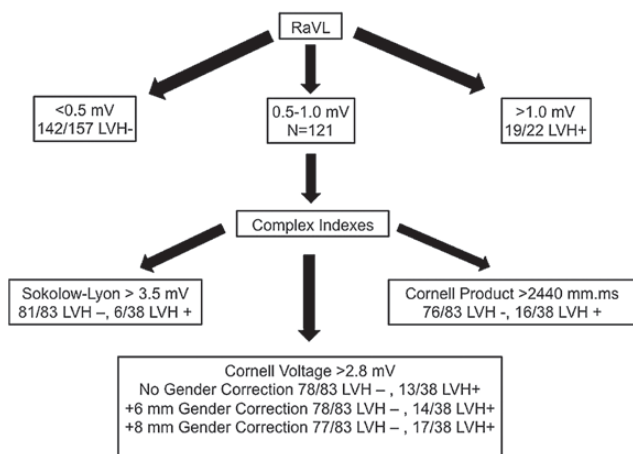 RaVL
<0.5 mV
142/157 LVH-
0.5-1.0 mV
N=121
>1.0 mV
19/22 LVH+
Complex Indexes
Sokolow-Lyon > 3.5 mV
81/83 LVH –, 6/38 LVH +
Cornell Product >2440 mm.ms
76/83 LVH -, 16/38 LVH +
Cornell Voltage >2.8 mV
No Gender Correction 78/83 LVH – , 13/38 LVH+
+6 mm Gender Correction 78/83 LVH – , 14/38 LVH+
+8 mm Gender Correction 77/83 LVH – , 17/38 LVH+